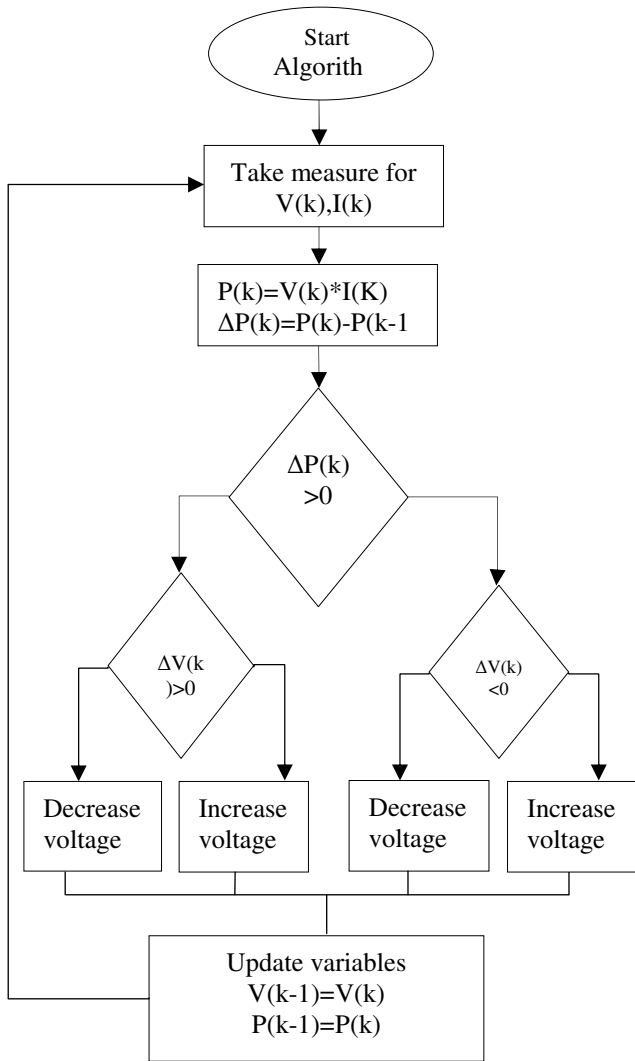 Start
Algorith
Take measure for
V(k),I(k)
P(k)=V(k)*I(K)
ΔP(k)=P(k)-P(k-1
ΔP(k)
>0
ΔV(k
)>0
ΔV(k)
<0
Decrease
voltage
Increase
voltage
Decrease
voltage
Increase
voltage
Update variables
V(k-1)=V(k)
P(k-1)=P(k)